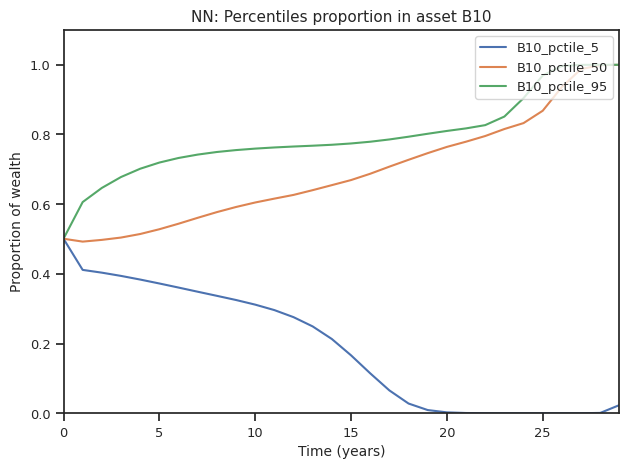 NN: Percentiles proportion in asset B10
B10_pctile_5
B10_pctile_50
B10_pctile_95
Proportion of wealth
1.0
0.8
0.6
0.4
0.2
0.0
0 5 10 15 20 25
Time (years)